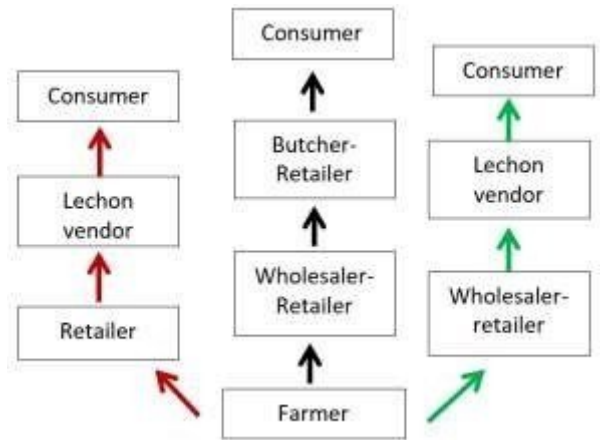 Consumer
Consumer
Consumer
Butcher-
Retailer
Lechon
vendor
Lechon
vendor
Wholesaler-
Retailer
Wholesaler-
retailer
Retailer
Farmer